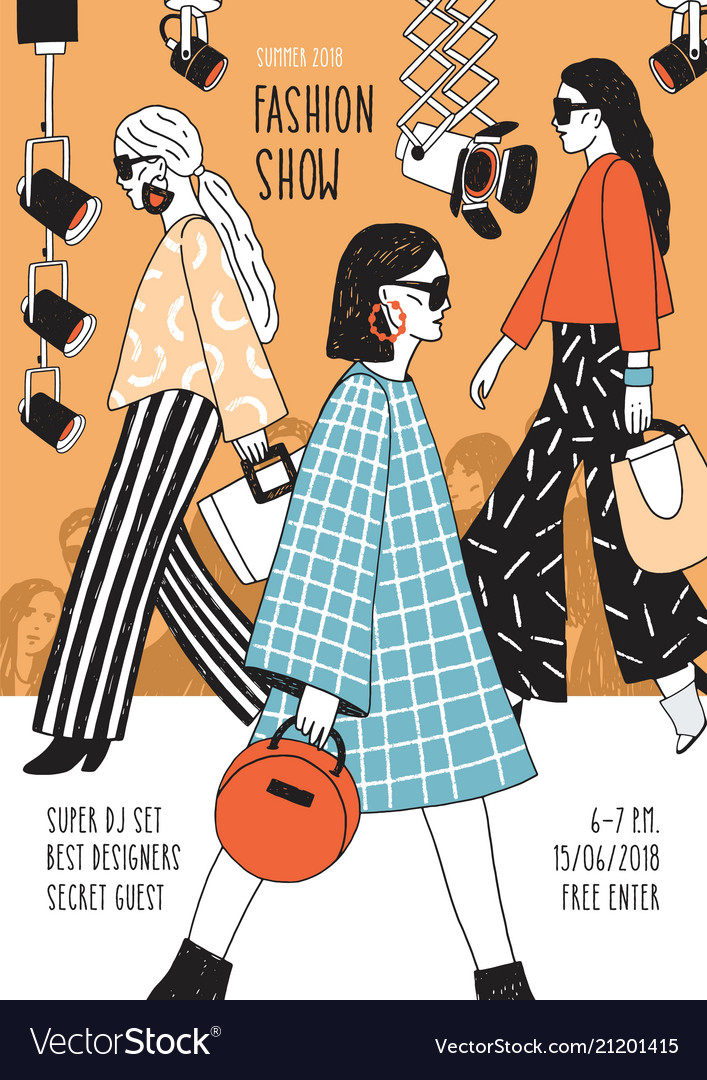 SUMMER 2018
FASHION
SHOW
SUPER DJ SET
BEST DESIGNERS
SECRET GUEST
6-7 P.M.
15/06/2018
FREE ENTER
VectorStock®
VectorStock.com/21201415